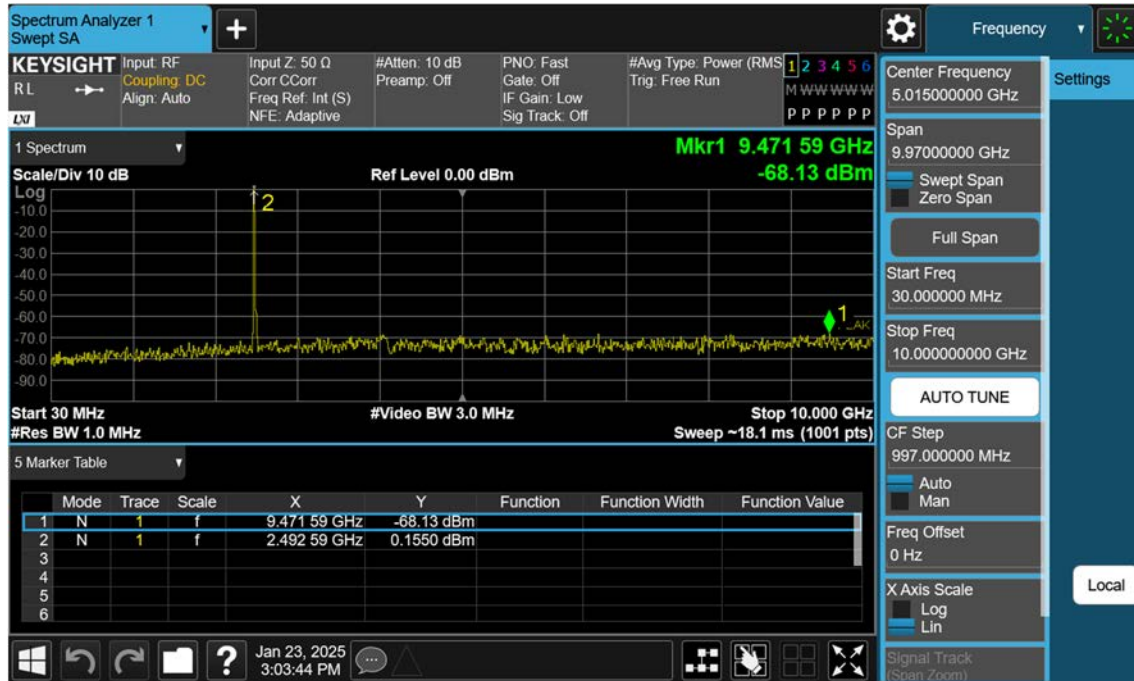 Spectrum Analyzer 1
Swept SA
+
Frequency
KEYSIGHT
RL
LXI
Input: RF
Coupling: DC
Align: Auto
Input Z: 50 Ω
Corr CCorr
Freq Ref: Int (S)
NFE: Adaptive
#Atten: 10 dB
Preamp: Off
PNO: Fast
Gate: Off
IF Gain: Low
Sig Track: Off
#Avg Type: Power (RMS
Trig: Free Run
1 2 3 4 5 6
M W W W W W
P P P P P P
1 Spectrum
Scale/Div 10 dB
Ref Level 0.00 dBm
Mkr1 9.471 59 GHz
-68.13 dBm
Log
-10.0
-20.0
-30.0
-40.0
-50.0
-60.0
-70.0
-80.0
-90.0
2
1
Start 30 MHz
#Video BW 3.0 MHz
Stop 10.000 GHz
#Res BW 1.0 MHz
Sweep ~18.1 ms (1001 pts)
5 Marker Table
Mode Trace Scale X Y Function Function Width Function Value
1 N 1 f 9.471 59 GHz -68.13 dBm
2 N 1 f 2.492 59 GHz 0.1550 dBm
3
4
5
6
?
Jan 23, 2025
3:03:44 PM
Center Frequency
5.015000000 GHz
Span
9.97000000 GHz
Swept Span
Zero Span
Full Span
Start Freq
30.000000 MHz
Stop Freq
10.000000000 GHz
AUTO TUNE
CF Step
997.000000 MHz
Auto
Man
Freq Offset
0 Hz
X Axis Scale
Log
Lin
Signal Track
(Span Zoom)
Settings
Local